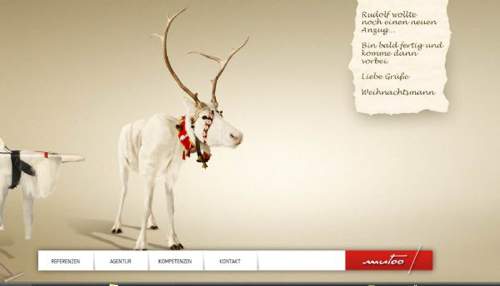 Rudolf wollte
noch einen neuen
Anzug...
Bin bald fertig und
komme dann
vorbei
Liebe Grüße
Weihnachtsmann
REFERENZEN
AGENTUR
KOMPETENZEN
KONTAKT
mutoo